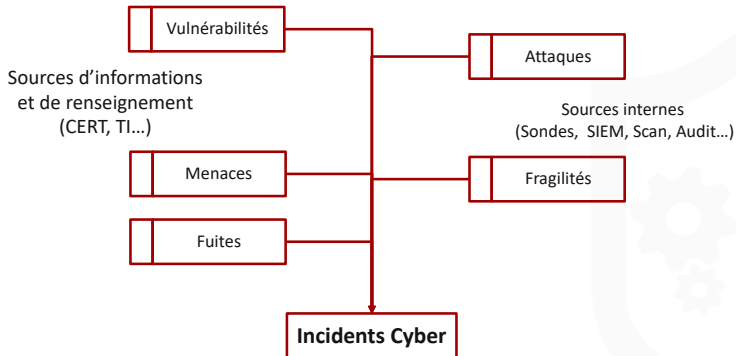 Vulnérabilités
Attaques
Sources d’informations
et de renseignement
(CERT, TI…)
Sources internes
(Sondes, SIEM, Scan, Audit…)
Menaces
Fragilités
Fuites
Incidents Cyber